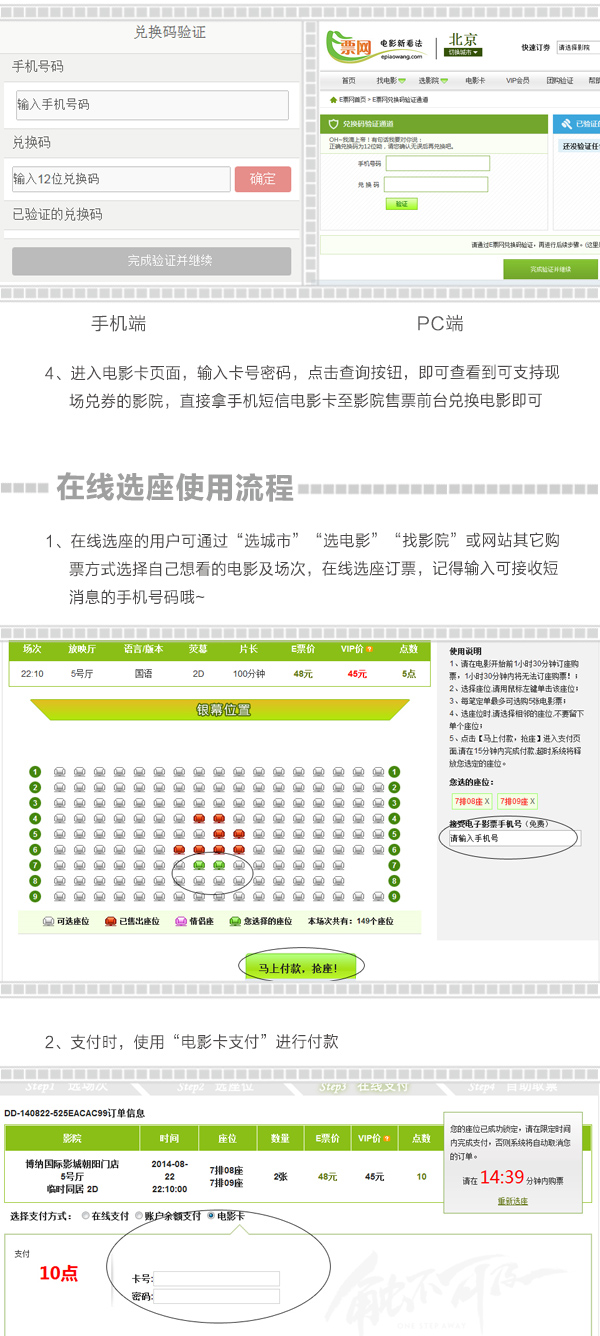 兑换码验证
手机号码
输入手机号码
兑换码
输入12位兑换码
确定
已验证的兑换码
完成验证并继续
票网
epiaowang.com
电影新看法
北京
切换城市
快速订券
请选择影院
首页 找电影 选影院 电影卡 VIP会员 团购验证 帮助
E票网首页 > E票网兑换码验证通道
兑换码验证通道
正确兑换码为12位码，请您确认无误后再兑换吧。
手机号码
兑 换 码
验证
还没验证任
请通过E票网兑换码验证，再进行后续步骤。(这里
完成验证并继续
手机端
PC端
4、进入电影卡页面，输入卡号密码，点击查询按钮，即可查看到可支持现
场兑券的影院，直接拿手机短信电影卡至影院售票前台兑换电影即可
在线选座使用流程
1、在线选座的用户可通过“选城市”“选电影”“找影院”或网站其它购
票方式选择自己想看的电影及场次，在线选座订票，记得输入可接收短
消息的手机号码哦~
场次 放映厅 语言/版本 荧幕 片长 E票价 VIP价 点数
22:10 5号厅 国语 2D 100分钟 48元 45元 5点
银幕位置
1 1
2 2
3 3
4 4
5 5
6 6
7 7
8 8
9 9
可选座位 已售出座位 情侣座 您选择的座位 本场次共有：149个座位
马上付款，抢座！
使用说明
1、请在电影开始前1小时30分钟订座购
票，1小时30分钟内将无法订座购票！；
2、选择座位,请用鼠标左键单击该座位;
3、每笔定单最多可选购5张电影票；
4、选座位时,请选择相邻的座位,不要留下
单个座位；
5、点击【马上付款，抢座】进入支付页
面,请在15分钟内完成付款,超时系统将释
放您选定的座位。
您选的座位：
7排08座 X 7排09座 X
接受电子影票手机号（免费）
请输入手机号
2、支付时，使用“电影卡支付”进行付款
Step1 选场次 Step2 选座位 Step3 在线支付 Step4 自助取票
DD-140822-525EACAC99订单信息
影院 时间 座位 数量 E票价 VIP价 点数
博纳国际影城朝阳门店
5号厅
临时同居 2D
2014-08-
22
22:10:00
7排08座
7排09座
2张 48元 45元 10
您的座位已成功锁定，请在限定时间
内完成支付，否则系统将自动取消您
的订单。
请在 14:39 分钟内购票
重新选座
选择支付方式： 在线支付 账户余额支付 电影卡
支付
10点
卡号:
密码: